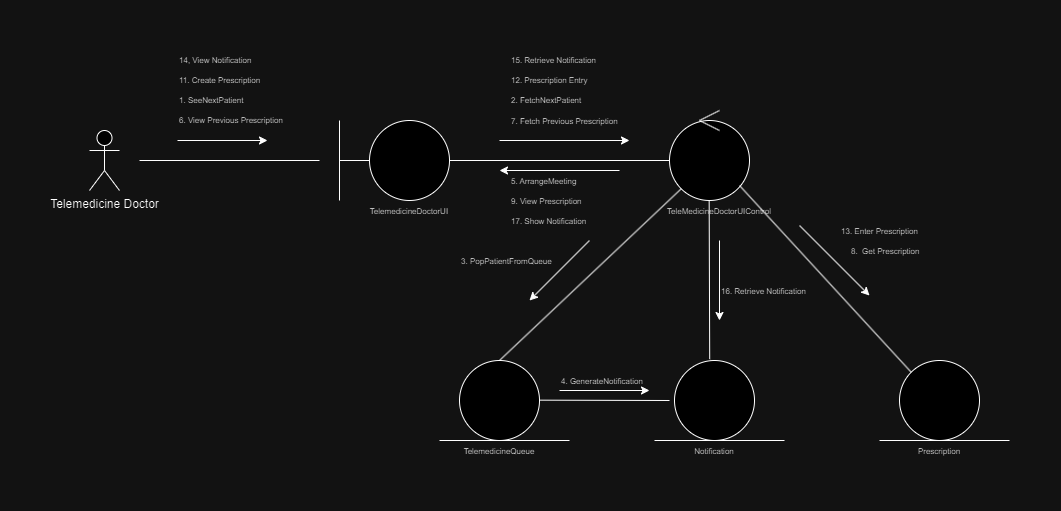 14, View Notification
11. Create Prescription
1. SeeNextPatient
6. View Previous Prescription
15. Retrieve Notification
12. Prescription Entry
2. FetchNextPatient
7. Fetch Previous Prescription
5. ArrangeMeeting
9. View Prescription
17. Show Notification
Telemedicine Doctor
TelemedicineDoctorUI
TeleMedicineDoctorUIControl
13. Enter Prescription
8. Get Prescription
3. PopPatientFromQueue
16. Retrieve Notification
4. GenerateNotification
TelemedicineQueue
Notification
Prescription